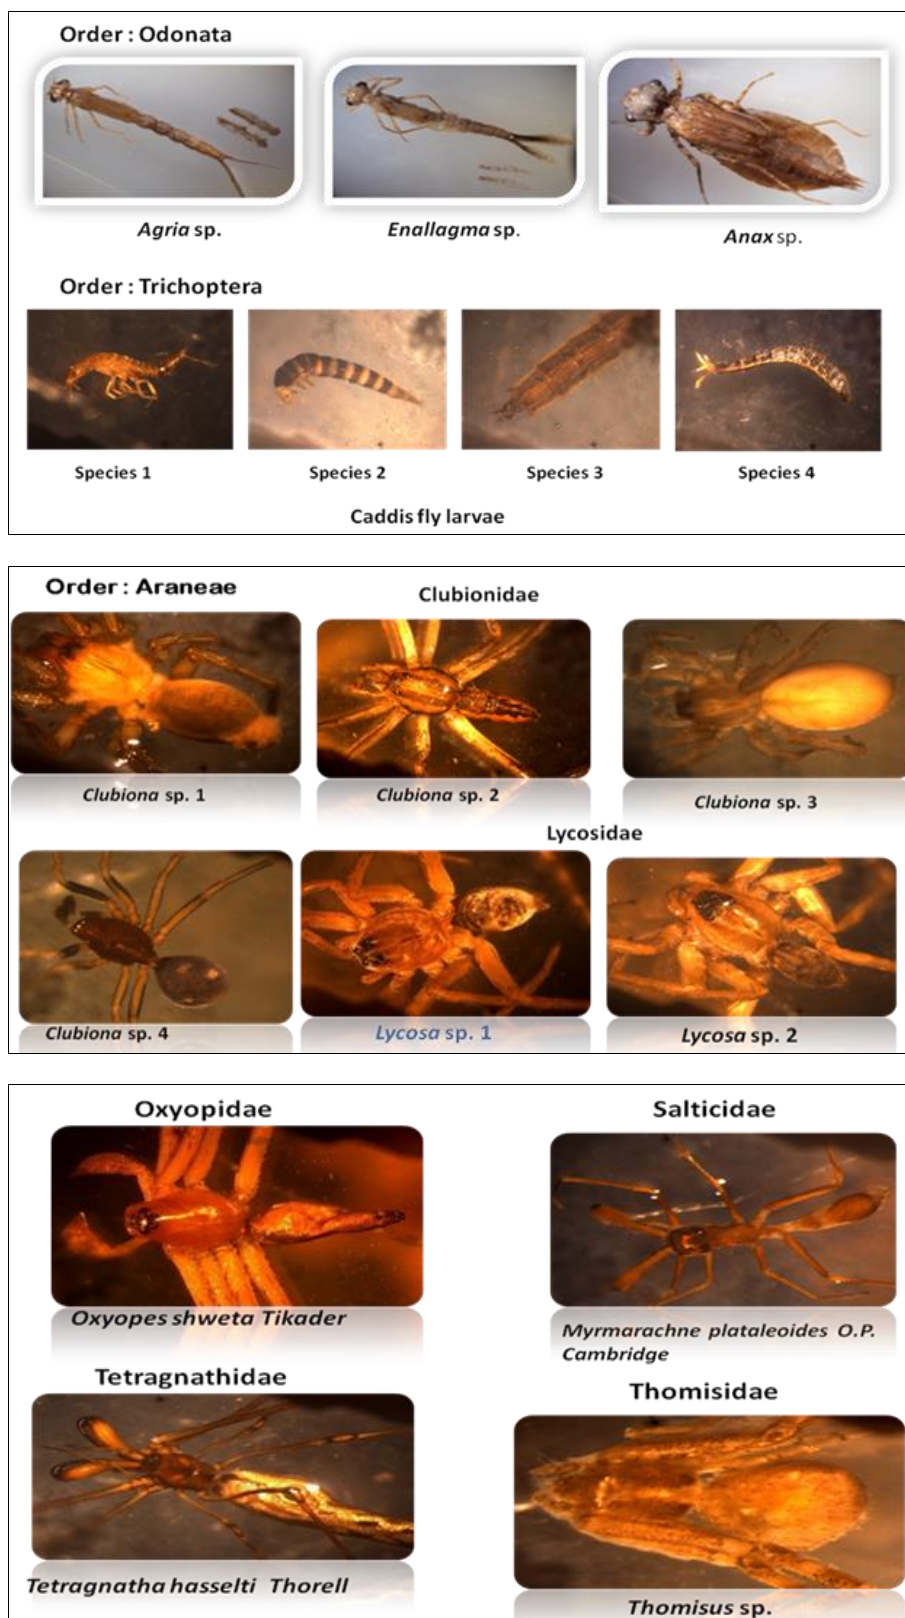 Order : Odonata
Agria sp.
Enallagma sp.
Anax sp.
Order : Trichoptera
Species 1
Species 2
Species 3
Species 4
Caddis fly larvae
Order : Araneae
Clubionidae
Clubiona sp. 1
Clubiona sp. 2
Clubiona sp. 3
Lycosidae
Clubiona sp. 4
Lycosa sp. 1
Lycosa sp. 2
Oxyopidae
Salticidae
Oxyopes shweta Tikader
Myrmarachne plataleoides O.P.
Cambridge
Tetragnathidae
Thomisidae
Tetragnatha hasselti Thorell
Thomisus sp.